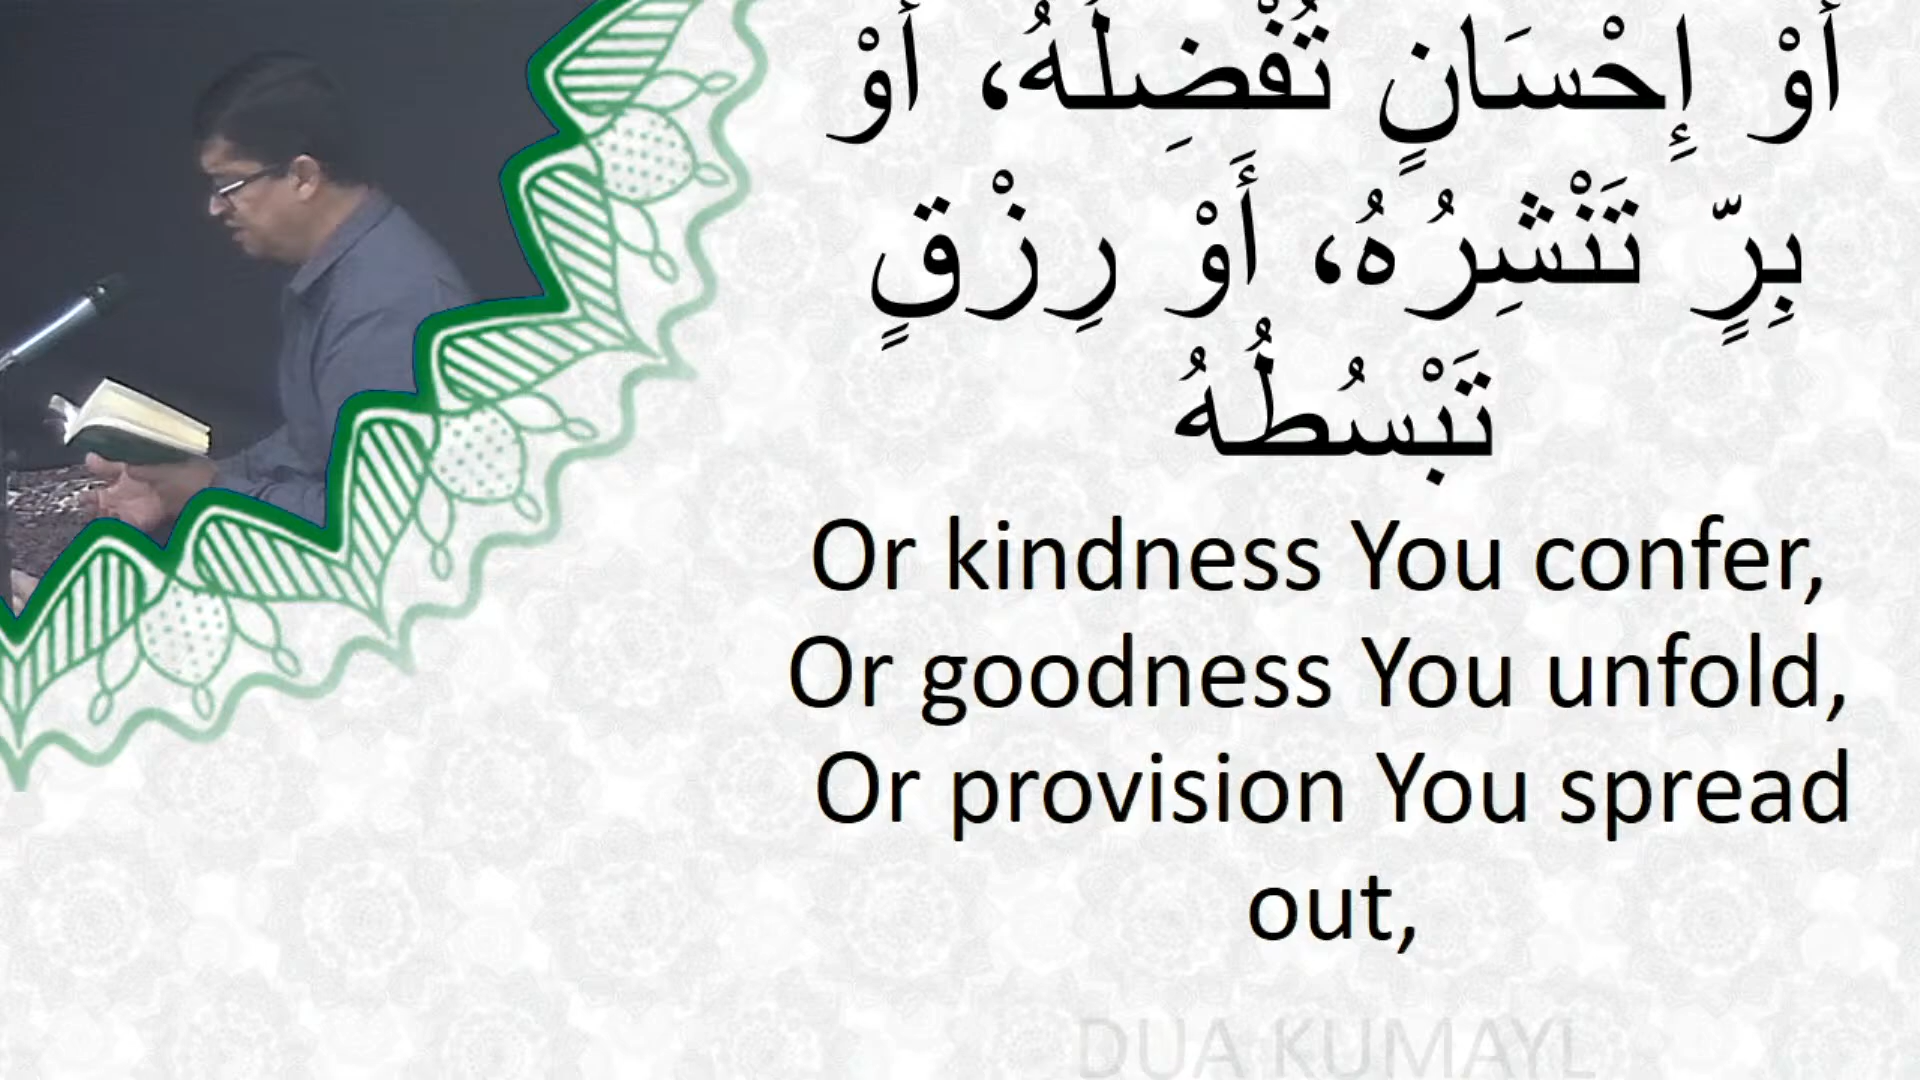 أَوْ إِحْسَانٍ تُفْضِلُهُ، أَوْ
بِرٍّ تَنْشِرُهُ، أَوْ رِزْقٍ
تَبْسُطُهُ
Or kindness You confer,
Or goodness You unfold,
Or provision You spread
out,
DUA KUMAYL